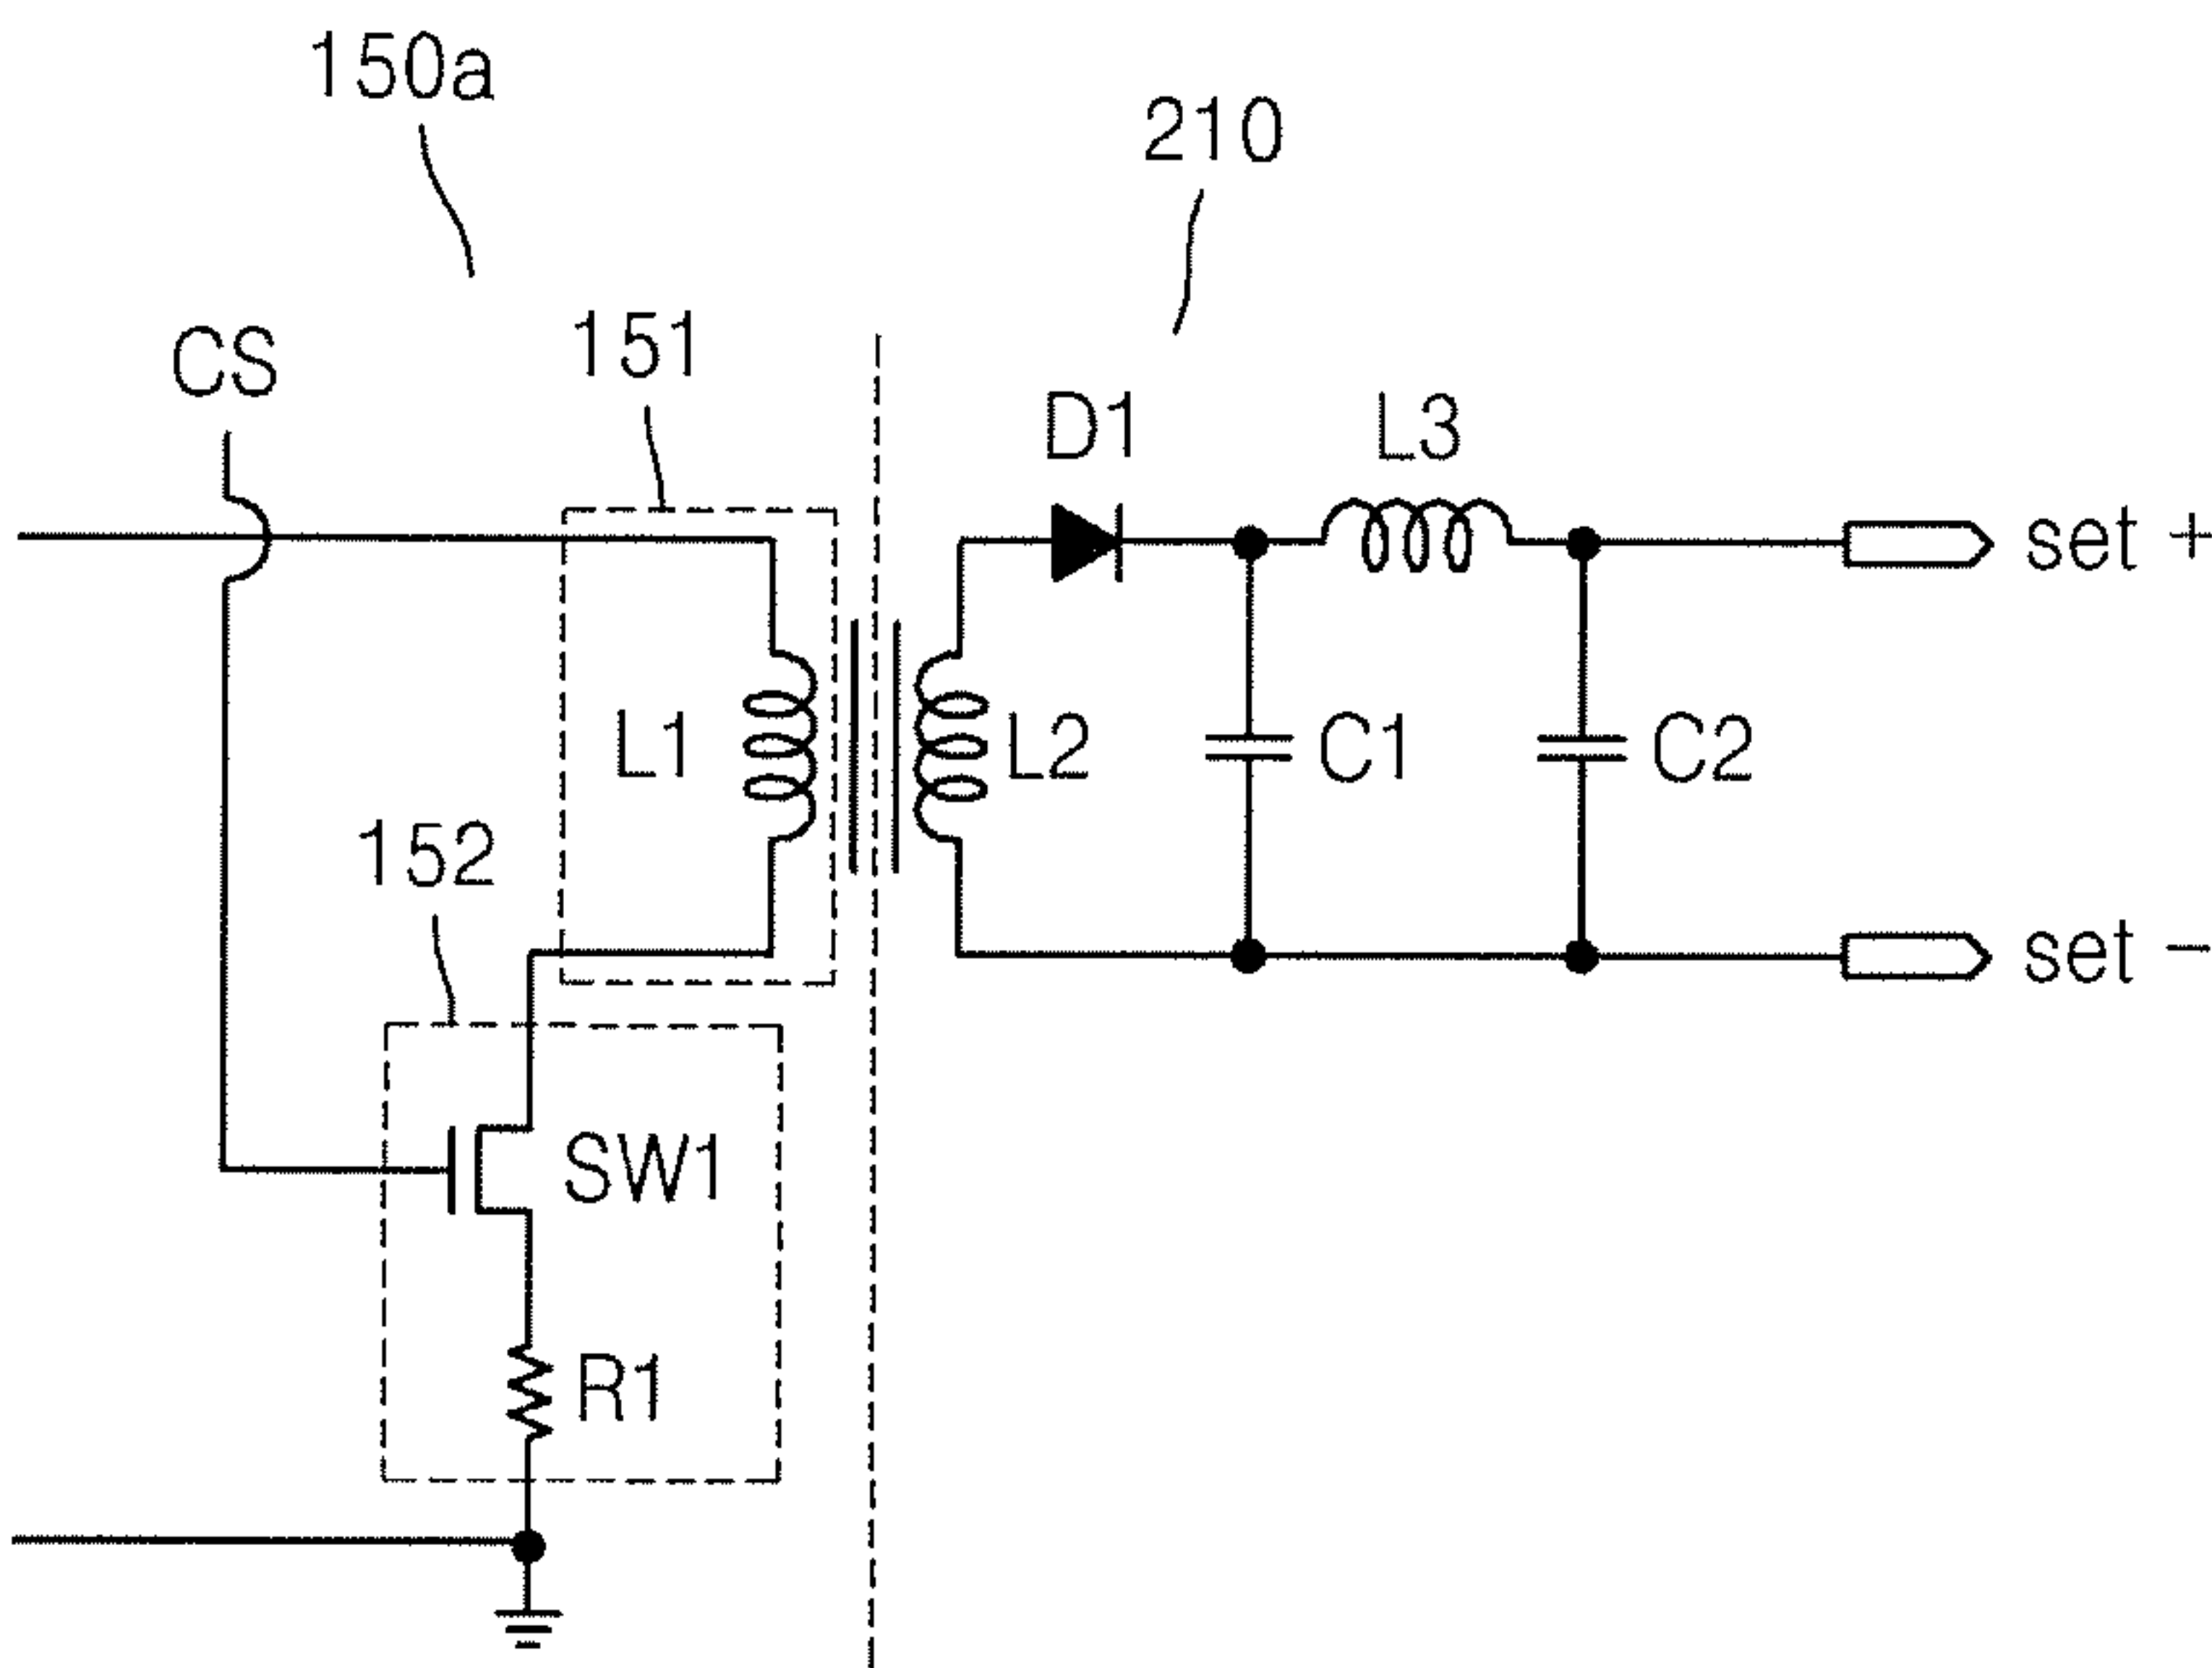 150a
210
CS
151
D1
L3
set +
L1
L2
C1
C2
152
set −
SW1
R1